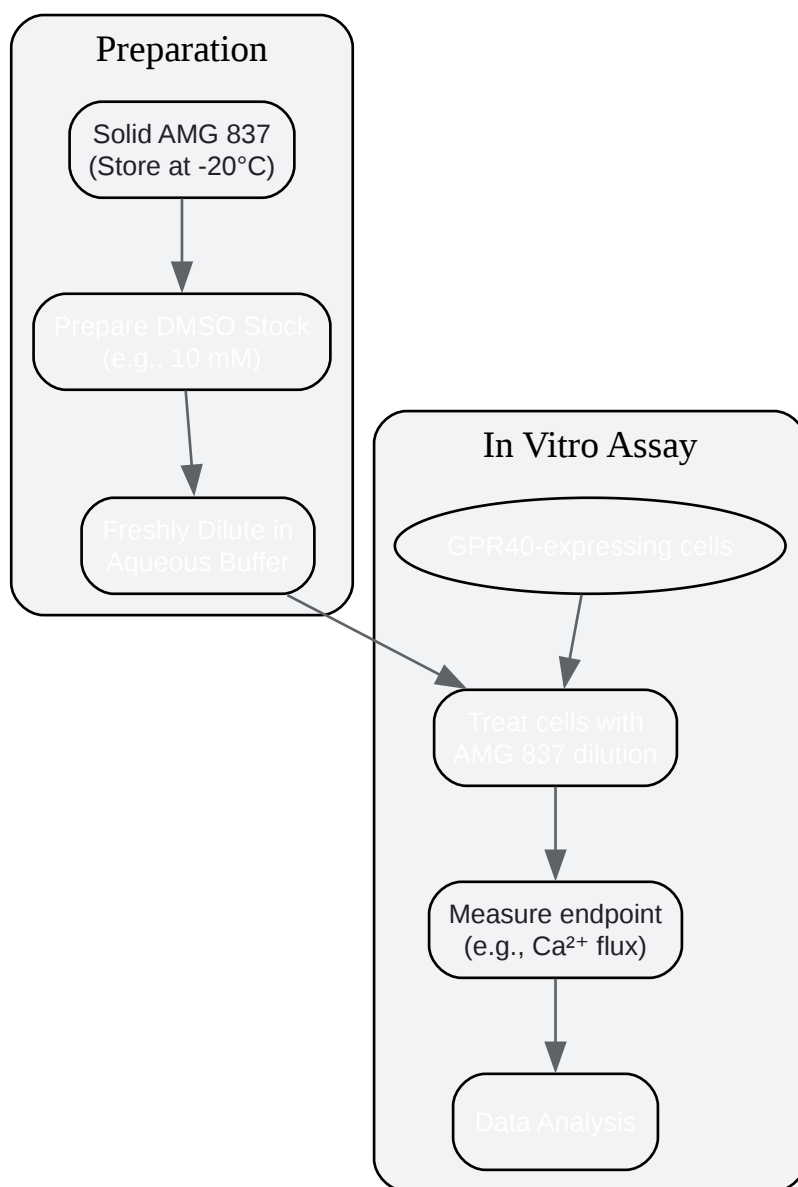 Preparation
Solid AMG 837
(Store at -20°C)
Prepare DMSO Stock
(e.g., 10 mM)
Freshly Dilute in
Aqueous Buffer
In Vitro Assay
GPR40-expressing cells
Treat cells with
AMG 837 dilution
Measure endpoint
(e.g., Ca²⁺ flux)
Data Analysis